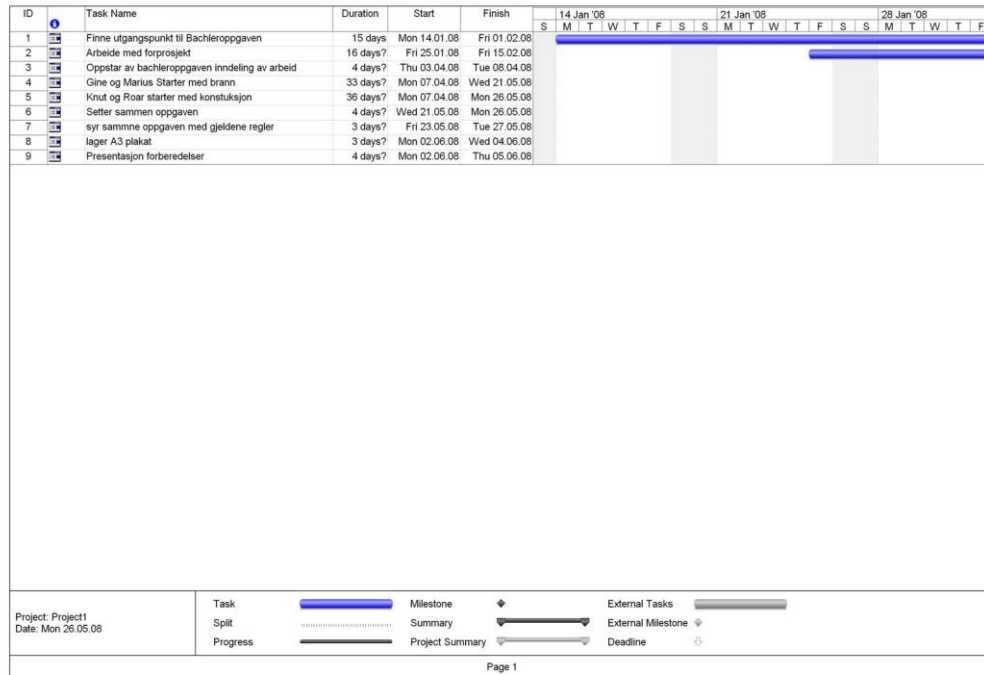 ID Task Name Duration Start Finish 14 Jan '08 21 Jan '08 28 Jan '08
S M T W T F S S M T W T F S S M T W T F
1 Finne utgangspunkt til Bachleroppgaven 15 days Mon 14.01.08 Fri 01.02.08
2 Arbeide med forprosjekt 16 days? Fri 25.01.08 Fri 15.02.08
3 Oppstar av bachleroppgaven inndeling av arbeid 4 days? Thu 03.04.08 Tue 08.04.08
4 Gine og Marius Starter med brann 33 days? Mon 07.04.08 Wed 21.05.08
5 Knut og Roar starter med konstuksjon 36 days? Mon 07.04.08 Mon 26.05.08
6 Setter sammen oppgaven 4 days? Wed 21.05.08 Mon 26.05.08
7 syr sammne oppgaven med gjeldene regler 3 days? Fri 23.05.08 Tue 27.05.08
8 lager A3 plakat 3 days? Mon 02.06.08 Wed 04.06.08
9 Presentasjon forberedelser 4 days? Mon 02.06.08 Thu 05.06.08
Project: Project1
Date: Mon 26.05.08
Task Milestone External Tasks
Split Summary External Milestone
Progress Project Summary Deadline
Page 1